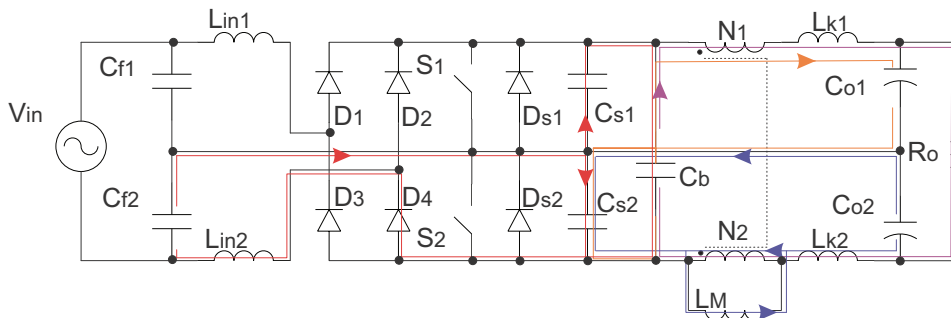 Lin1
N1
Lk1
Cf1
S1
Co1
Vin
D1
D2
Ds1
Cs1
Ro
Cb
Cf2
D3
D4
Ds2
Cs2
Co2
S2
N2
Lin2
Lk2
LM